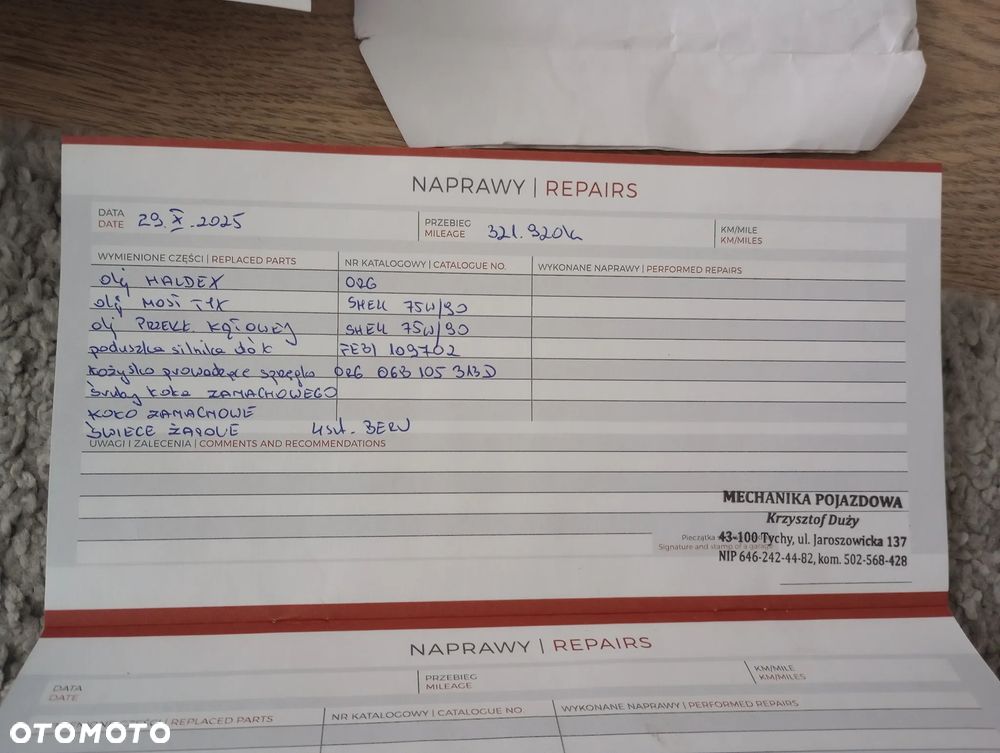 NAPRAWY | REPAIRS
DATA
DATE
29.X.2025
PRZEBIEG
MILEAGE
321.920
KM/MILE
KM/MILES
WYMIENIONE CZĘŚCI | REPLACED PARTS
NR KATALOGOWY | CATALOGUE NO.
WYKONANE NAPRAWY | PERFORMED REPAIRS
olej HALDEX ORG
olej MOST TYŁ SHELL 75W/90
olej PRZEKŁ. KĄTOWEJ SHELL 75W/90
poduszka silnika dół FEBI 109702
łożysko prowadzące sprzęgło ORG 06B 105 313D
Śruby KOŁA ZAMACHOWEGO
KOŁO ZAMACHOWE
ŚWIECE ŻAROWE 4szt. BERU
UWAGI I ZALECENIA | COMMENTS AND RECOMMENDATIONS
MECHANIKA POJAZDOWA
Krzysztof Duży
Pieczątka
43-100 Tychy, ul. Jaroszowicka 137
Signature and stamp of a garage
NIP 646-242-44-82, kom. 502-568-428
NAPRAWY | REPAIRS
DATA
DATE
PRZEBIEG
MILEAGE
KM/MILE
KM/MILES
CZĘŚCI | REPLACED PARTS
NR KATALOGOWY | CATALOGUE NO.
WYKONANE NAPRAWY | PERFORMED REPAIRS
OTOMOTO